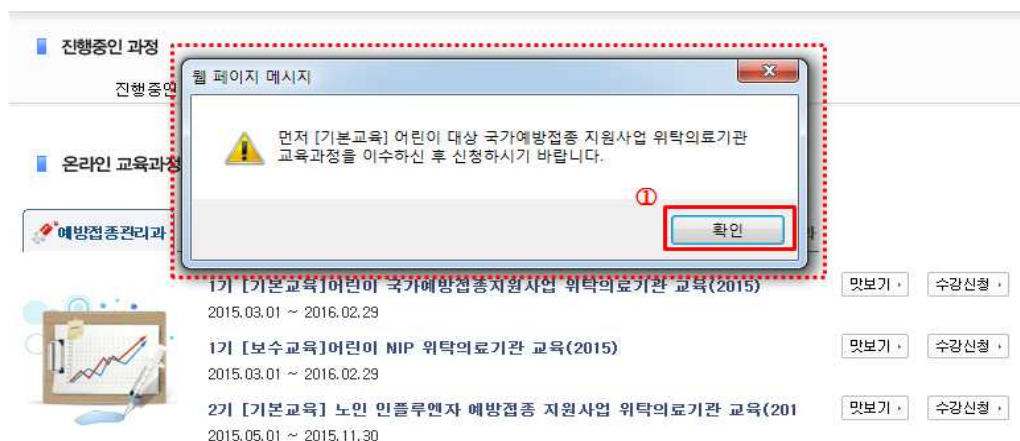 진행중인 과정
진행중인
웹 페이지 메시지
먼저 [기본교육] 어린이 대상 국가예방접종 지원사업 위탁의료기관
교육과정을 이수하신 후 신청하시기 바랍니다.
①
확인
온라인 교육과정
예방접종관리과
1기 [기본교육]어린이 국가예방접종지원사업 위탁의료기관 교육(2015)
맛보기 수강신청
2015.03.01 ~ 2016.02.29
1기 [보수교육]어린이 NIP 위탁의료기관 교육(2015)
맛보기 수강신청
2015.03.01 ~ 2016.02.29
2기 [기본교육] 노인 인플루엔자 예방접종 지원사업 위탁의료기관 교육(201
맛보기 수강신청
2015.05.01 ~ 2015.11.30